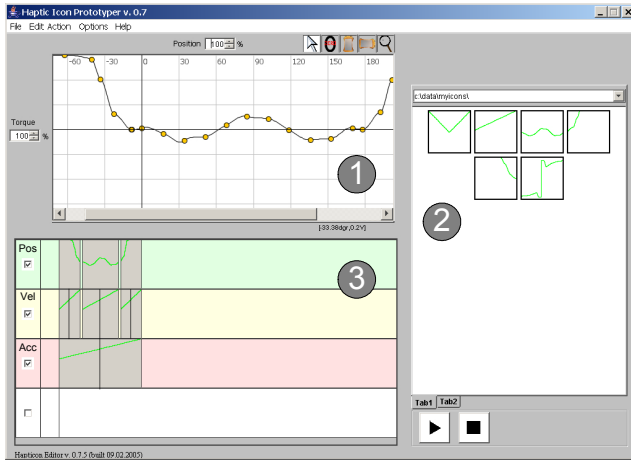 Haptic Icon Prototyper v. 0.7
File Edit Action Options Help
Position 100 %
-60 -30 0 30 60 90 120 150 180
Torque
100 %
1
[-33.38dgr,0.2V]
c:\data\myicons\
2
Tab1 Tab2
Pos
3
Vel
Acc
Hapticon Editor v. 0.7.5 (built 09.02.2005)